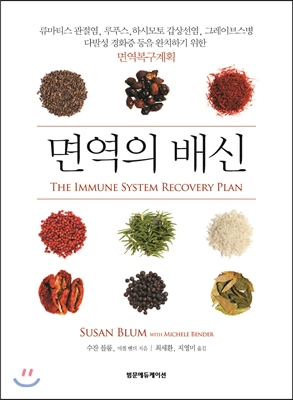 류마티스 관절염, 루푸스, 하시모토 갑상선염, 그레이브스병
다발성 경화증 등을 완치하기 위한
면역복구계획
면역의 배신
THE IMMUNE SYSTEM RECOVERY PLAN
SUSAN BLUM WITH MICHELE BENDER
수잔 블룸, 미셸 벤더 지음 | 최세환, 지영미 옮김
범문에듀케이션
yes24